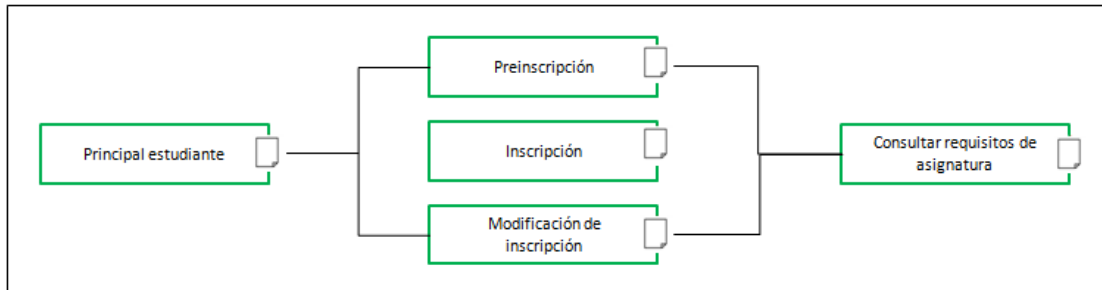 Principal estudiante
Preinscripción
Inscripción
Modificación de
inscripción
Consultar requisitos de
asignatura